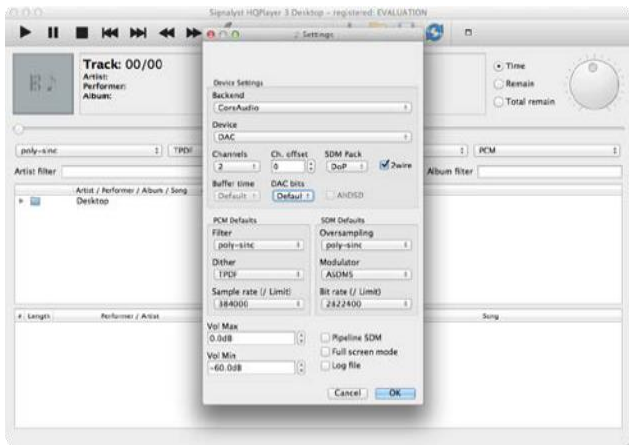 Signalyst HQPlayer 3 Desktop - registered: EVALUATION
Settings
Track: 00/00
Artist:
Performer:
Album:
Time
Remain
Total remain
poly-sinc
TPDF
PCM
Artist filter
Album filter
Artist / Performer / Album / Song
Desktop
# Length
Performer / Artist
Song
Device Settings
Backend
CoreAudio
Device
DAC
Channels
Ch. offset
SDM Pack
2
0
DoP
2wire
Buffer time
DAC bits
Default
Defaul
PCM Defaults
SDM Defaults
Filter
Oversampling
poly-sinc
poly-sinc
Dither
Modulator
TPDF
ASDM5
Sample rate (/ Limit)
Bit rate (/ Limit)
384000
2822400
Vol Max
0.0dB
Pipeline SDM
Full screen mode
Vol Min
-60.0dB
Log file
Cancel
OK